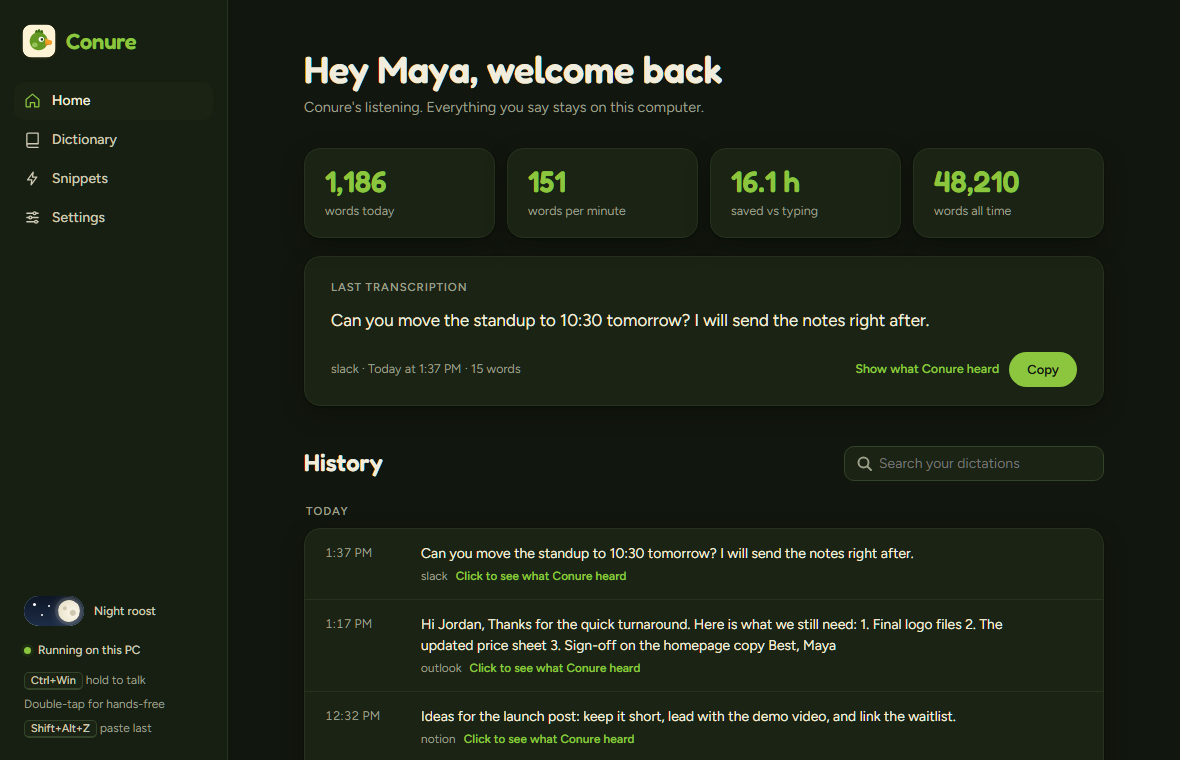 Conure
Home
Dictionary
Snippets
Settings
Night roost
Running on this PC
Ctrl+Win hold to talk
Double-tap for hands-free
Shift+Alt+Z paste last
Hey Maya, welcome back
Conure's listening. Everything you say stays on this computer.
1,186
words today
151
words per minute
16.1 h
saved vs typing
48,210
words all time
LAST TRANSCRIPTION
Can you move the standup to 10:30 tomorrow? I will send the notes right after.
slack · Today at 1:37 PM · 15 words
Show what Conure heard
Copy
History
Search your dictations
TODAY
1:37 PM
Can you move the standup to 10:30 tomorrow? I will send the notes right after.
slack Click to see what Conure heard
1:17 PM
Hi Jordan, Thanks for the quick turnaround. Here is what we still need: 1. Final logo files 2. The
updated price sheet 3. Sign-off on the homepage copy Best, Maya
outlook Click to see what Conure heard
12:32 PM
Ideas for the launch post: keep it short, lead with the demo video, and link the waitlist.
notion Click to see what Conure heard